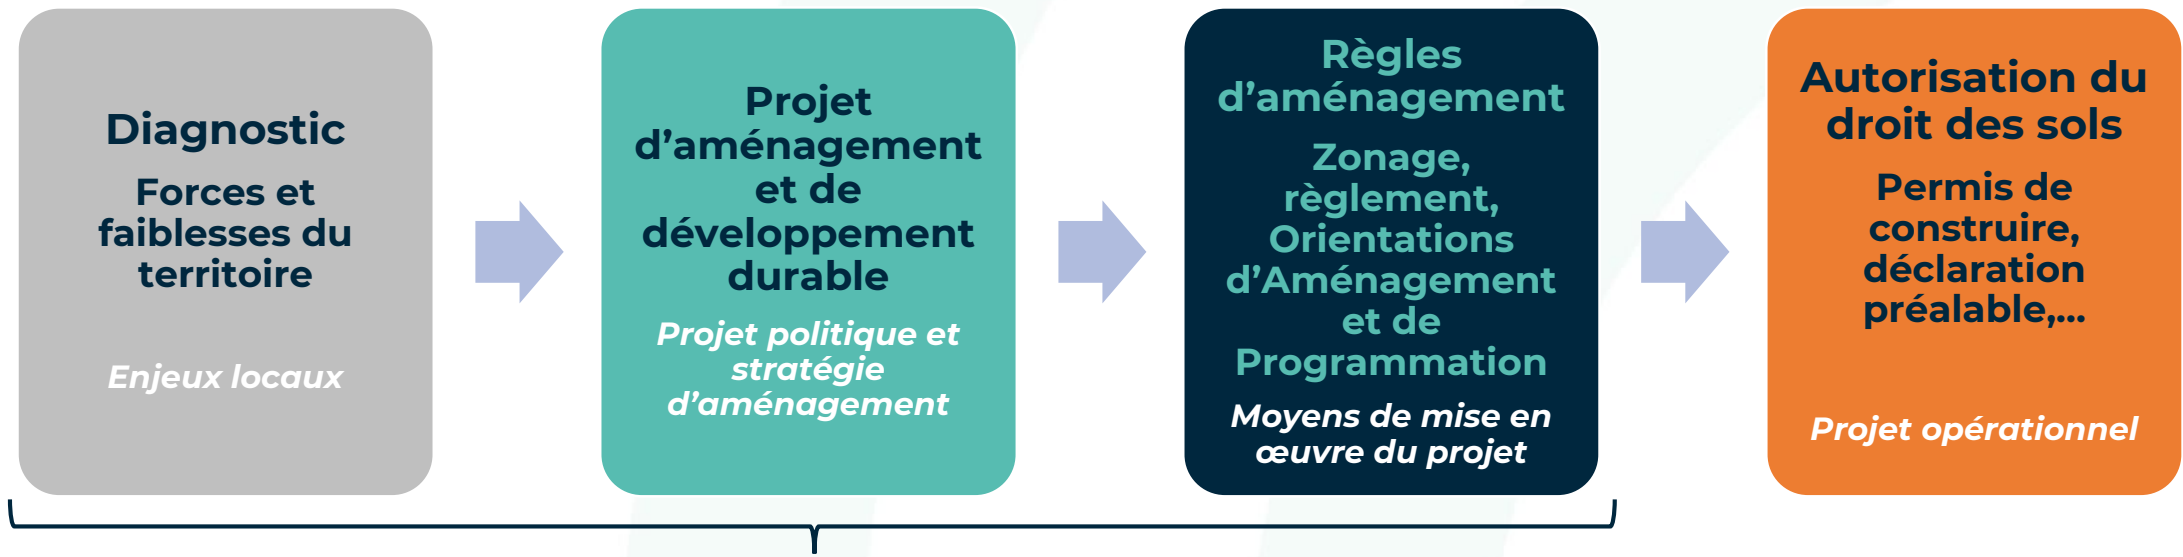 Diagnostic
Forces et
faiblesses du
territoire
Enjeux locaux
Projet
d’aménagement
et de
développement
durable
Projet politique et
stratégie
d’aménagement
Règles
d’aménagement
Zonage,
règlement,
Orientations
d’Aménagement
et de
Programmation
Moyens de mise en
œuvre du projet
Autorisation du
droit des sols
Permis de
construire,
déclaration
préalable,...
Projet opérationnel